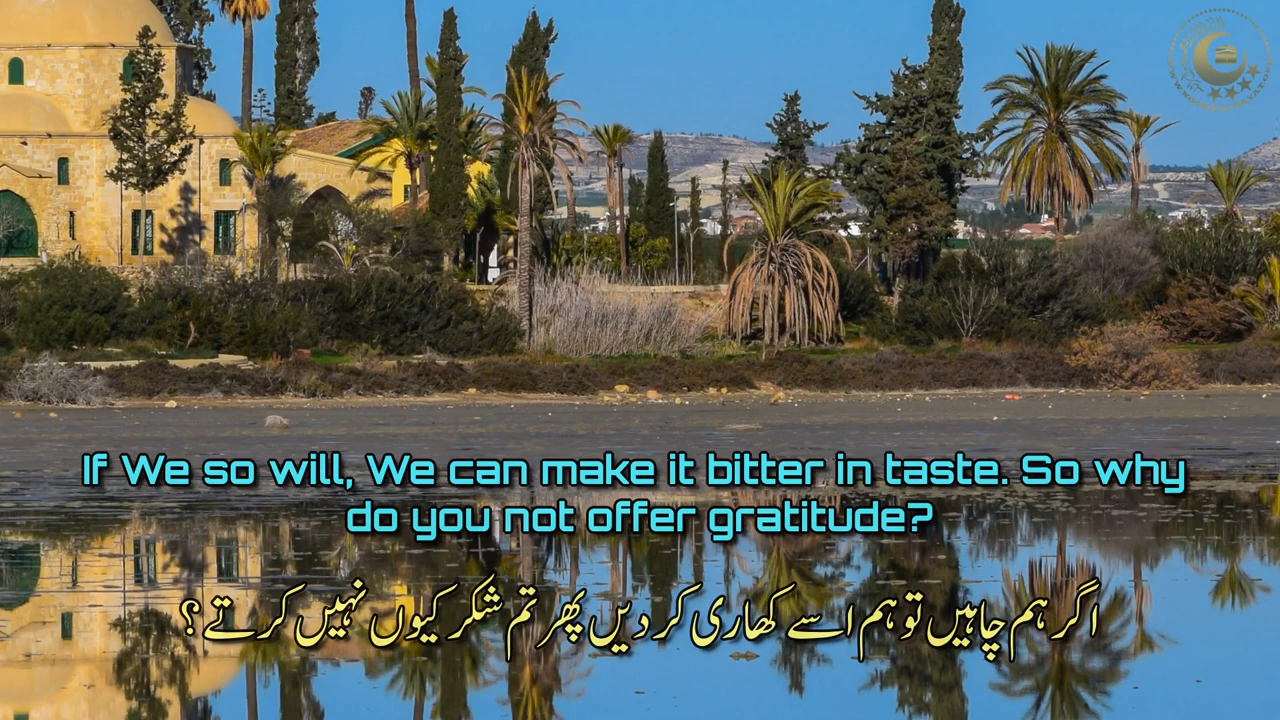 If We so will, We can make it bitter in taste. So why
do you not offer gratitude?
اگر ہم چاہیں تو ہم اسے کھاری کر دیں پھر تم شکر کیوں نہیں کرتے ؟